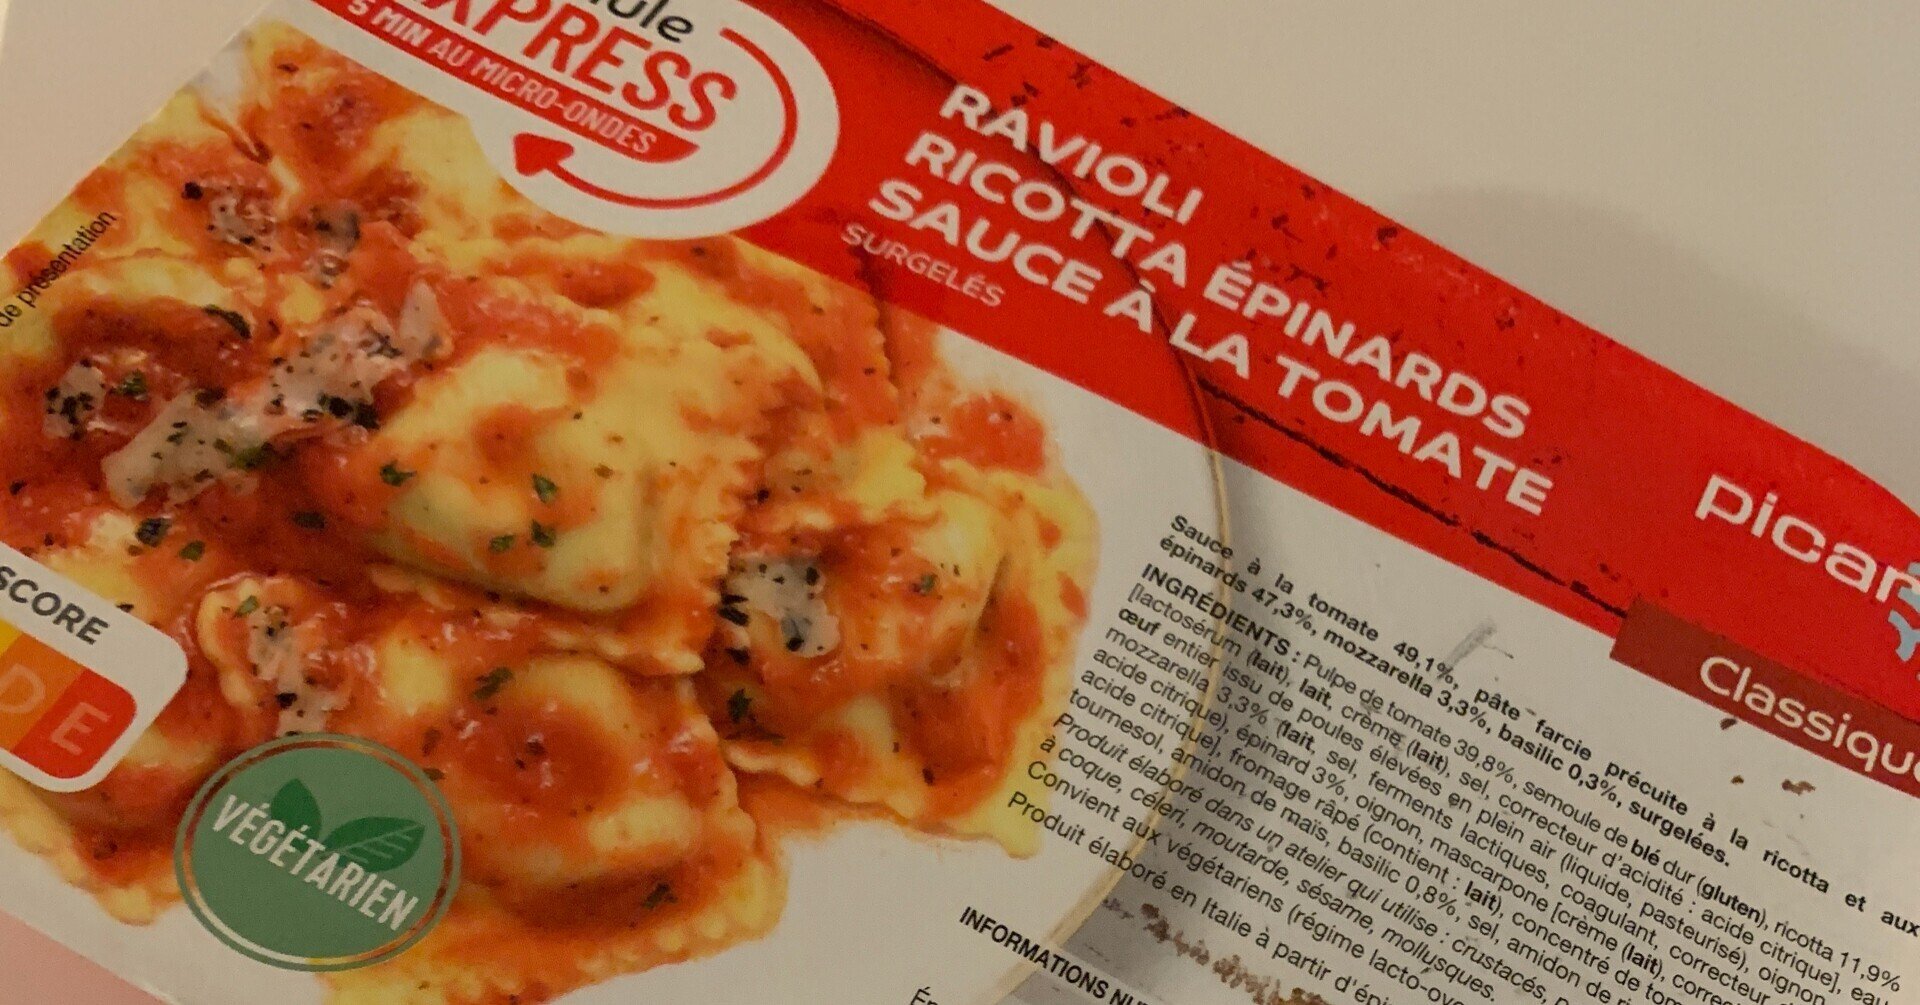 EXPRESS
5 MIN AU MICRO-ONDES
RAVIOLI
RICOTTA ÉPINARDS
SAUCE À LA TOMATE
SURGELÉS
de présentation
picard
Classique
SCORE
D E
VÉGÉTARIEN
Sauce à la tomate 49,1%, pâte farcie précuite à la ricotta et aux
épinards 47,3%, mozzarella 3,3%, basilic 0,3%, surgelées.
INGRÉDIENTS : Pulpe de tomate 39,8%, semoule de blé dur (gluten), ricotta 11,9%
[lactosérum (lait), lait, crème (lait), sel, correcteur d'acidité : acide citrique], eau
œuf entier issu de poules élevées en plein air (liquide, pasteurisé), oignon
mozzarella 3,3% (lait, sel, ferments lactiques, coagulant, correcteur
acide citrique), épinard 3%, oignon, mascarpone [crème (lait), correc
acide citrique], fromage râpé (contient : lait), concentré de tom
tournesol, amidon de maïs, basilic 0,8%, sel, amidon de
Produit élaboré dans un atelier qui utilise : crustacés,
à coque, céleri, moutarde, sésame, mollusques.
Convient aux végétariens (régime lacto-ovo
Produit élaboré en Italie à partir d'épi
INFORMATIONS NU